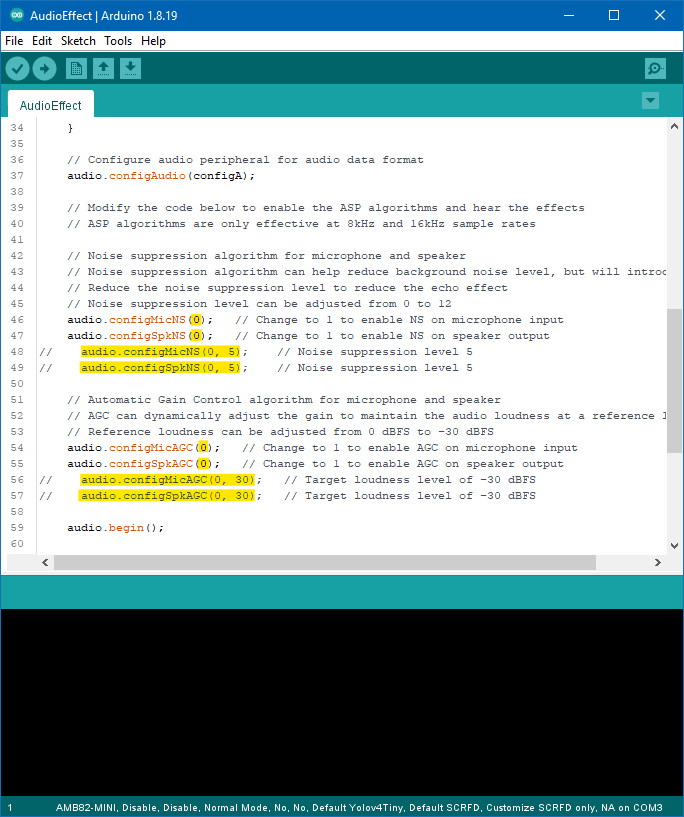 AudioEffect | Arduino 1.8.19
File Edit Sketch Tools Help
AudioEffect
34 }
35
36 // Configure audio peripheral for audio data format
37 audio.configAudio(configA);
38
39 // Modify the code below to enable the ASP algorithms and hear the effects
40 // ASP algorithms are only effective at 8kHz and 16kHz sample rates
41
42 // Noise suppression algorithm for microphone and speaker
43 // Noise suppression algorithm can help reduce background noise level, but will introd
44 // Reduce the noise suppression level to reduce the echo effect
45 // Noise suppression level can be adjusted from 0 to 12
46 audio.configMicNS(0); // Change to 1 to enable NS on microphone input
47 audio.configSpkNS(0); // Change to 1 to enable NS on speaker output
48 // audio.configMicNS(0, 5); // Noise suppression level 5
49 // audio.configSpkNS(0, 5); // Noise suppression level 5
50
51 // Automatic Gain Control algorithm for microphone and speaker
52 // AGC can dynamically adjust the gain to maintain the audio loudness at a reference
53 // Reference loudness can be adjusted from 0 dBFS to -30 dBFS
54 audio.configMicAGC(0); // Change to 1 to enable AGC on microphone input
55 audio.configSpkAGC(0); // Change to 1 to enable AGC on speaker output
56 // audio.configMicAGC(0, 30); // Target loudness level of -30 dBFS
57 // audio.configSpkAGC(0, 30); // Target loudness level of -30 dBFS
58
59 audio.begin();
60
1 AMB82-MINI, Disable, Disable, Normal Mode, No, No, Default Yolov4Tiny, Default SCRFD, Customize SCRFD only, NA on COM3